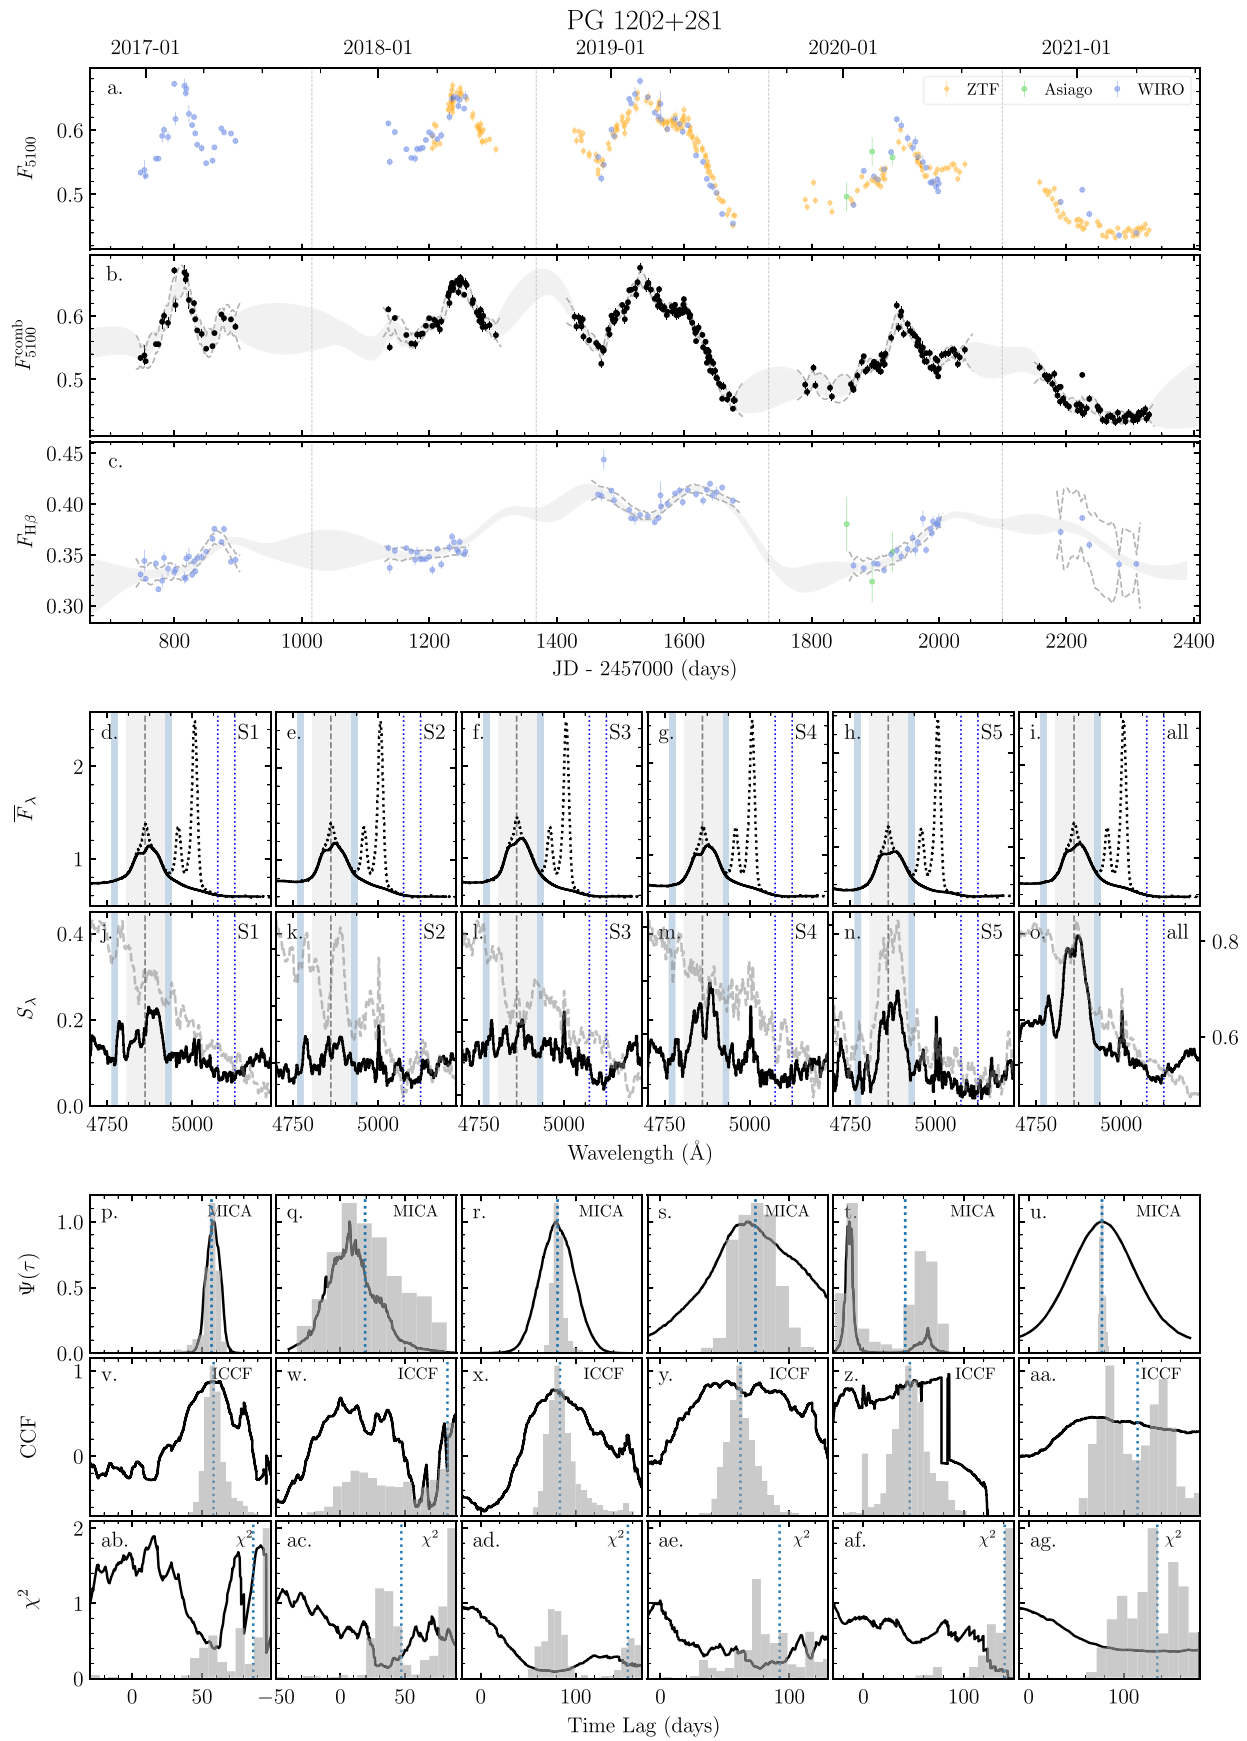 PG 1202+281
2017-01 2018-01 2019-01 2020-01 2021-01
a. ZTF Asiago WIRO
F5100
0.6
0.5
b.
F5100comb
0.6
0.5
c.
FHβ
0.45
0.40
0.35
0.30
800 1000 1200 1400 1600 1800 2000 2200 2400
JD - 2457000 (days)
d. S1 e. S2 f. S3 g. S4 h. S5 i. all
Fλ
2
1
j. S1 k. S2 l. S3 m. S4 n. S5 o. all
Sλ
0.4
0.2
0.0
0.8
0.6
4750 5000 4750 5000 4750 5000 4750 5000 4750 5000 4750 5000
Wavelength (Å)
p. MICA q. MICA r. MICA s. MICA t. MICA u. MICA
Ψ(τ)
1.0
0.5
0.0
v. ICCF w. ICCF x. ICCF y. ICCF z. ICCF aa. ICCF
CCF
1
0
ab. χ² ac. χ² ad. χ² ae. χ² af. χ² ag. χ²
χ²
2
1
0
0 50 −50 0 50 0 100 0 100 0 100 0 100
Time Lag (days)